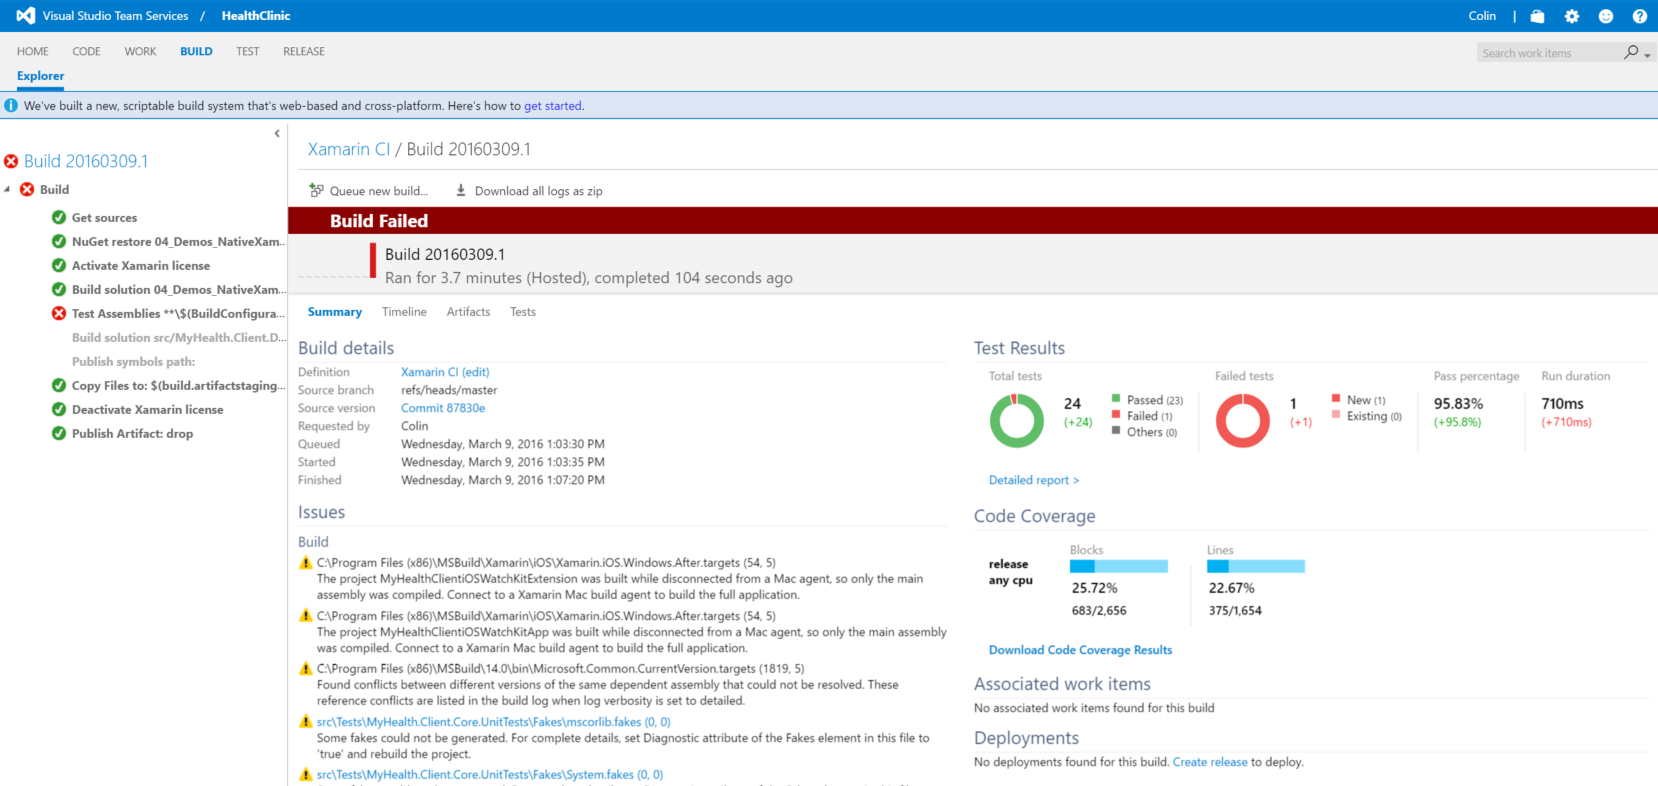 Visual Studio Team Services / HealthClinic
Colin |
HOME CODE WORK BUILD TEST RELEASE
Search work items
Explorer
We've built a new, scriptable build system that's web-based and cross-platform. Here's how to get started.
Build 20160309.1
Build
Get sources
NuGet restore 04_Demos_NativeXam...
Activate Xamarin license
Build solution 04_Demos_NativeXam...
Test Assemblies **\$(BuildConfigura...
Build solution src/MyHealth.Client.D...
Publish symbols path:
Copy Files to: $(build.artifactstaging...
Deactivate Xamarin license
Publish Artifact: drop
Xamarin CI / Build 20160309.1
Queue new build... Download all logs as zip
Build Failed
Build 20160309.1
Ran for 3.7 minutes (Hosted), completed 104 seconds ago
Summary Timeline Artifacts Tests
Build details
Definition Xamarin CI (edit)
Source branch refs/heads/master
Source version Commit 87830e
Requested by Colin
Queued Wednesday, March 9, 2016 1:03:30 PM
Started Wednesday, March 9, 2016 1:03:35 PM
Finished Wednesday, March 9, 2016 1:07:20 PM
Issues
Build
C:\Program Files (x86)\MSBuild\Xamarin\iOS\Xamarin.iOS.Windows.After.targets (54, 5)
The project MyHealthClientiOSWatchKitExtension was built while disconnected from a Mac agent, so only the main
assembly was compiled. Connect to a Xamarin Mac build agent to build the full application.
C:\Program Files (x86)\MSBuild\Xamarin\iOS\Xamarin.iOS.Windows.After.targets (54, 5)
The project MyHealthClientiOSWatchKitApp was built while disconnected from a Mac agent, so only the main assembly
was compiled. Connect to a Xamarin Mac build agent to build the full application.
C:\Program Files (x86)\MSBuild\14.0\bin\Microsoft.Common.CurrentVersion.targets (1819, 5)
Found conflicts between different versions of the same dependent assembly that could not be resolved. These
reference conflicts are listed in the build log when log verbosity is set to detailed.
src\Tests\MyHealth.Client.Core.UnitTests\Fakes\mscorlib.fakes (0, 0)
Some fakes could not be generated. For complete details, set Diagnostic attribute of the Fakes element in this file to
'true' and rebuild the project.
src\Tests\MyHealth.Client.Core.UnitTests\Fakes\System.fakes (0, 0)
Test Results
Total tests Failed tests Pass percentage Run duration
24
(+24)
Passed (23)
Failed (1)
Others (0)
1
(+1)
New (1)
Existing (0)
95.83%
(+95.8%)
710ms
(+710ms)
Detailed report >
Code Coverage
release
any cpu
Blocks
25.72%
683/2,656
Lines
22.67%
375/1,654
Download Code Coverage Results
Associated work items
No associated work items found for this build
Deployments
No deployments found for this build. Create release to deploy.